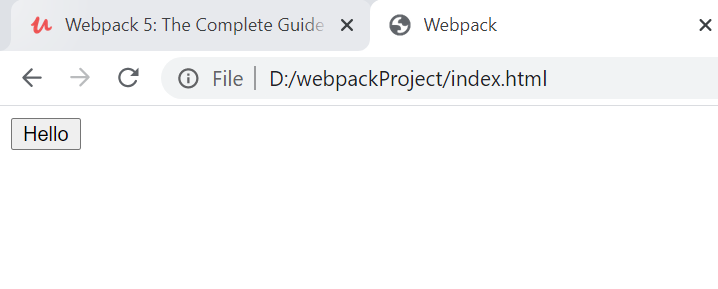 Webpack 5: The Complete Guide
Webpack
File
D:/webpackProject/index.html
Hello